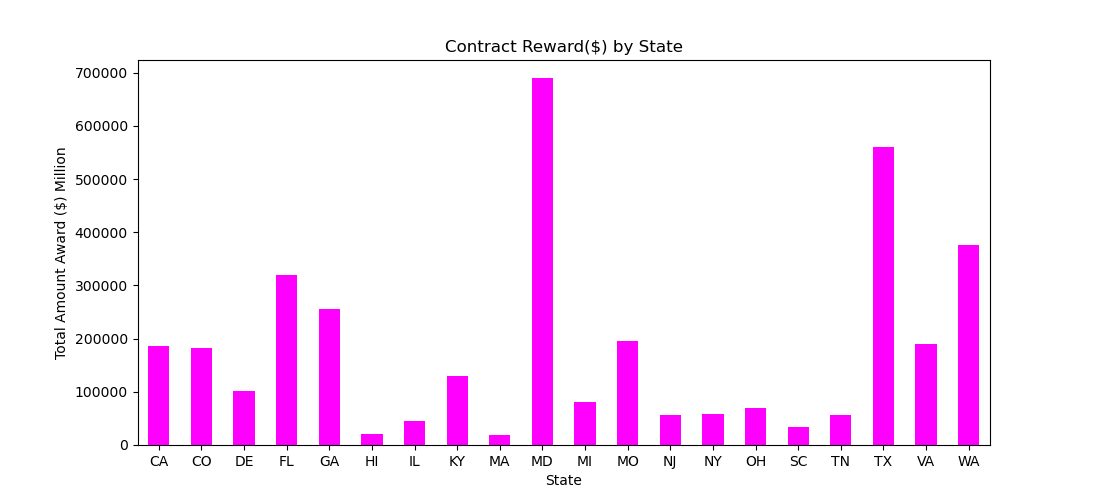 Contract Reward($) by State
Total Amount Award ($) Million
700000
600000
500000
400000
300000
200000
100000
0
CA CO DE FL GA HI IL KY MA MD MI MO NJ NY OH SC TN TX VA WA
State